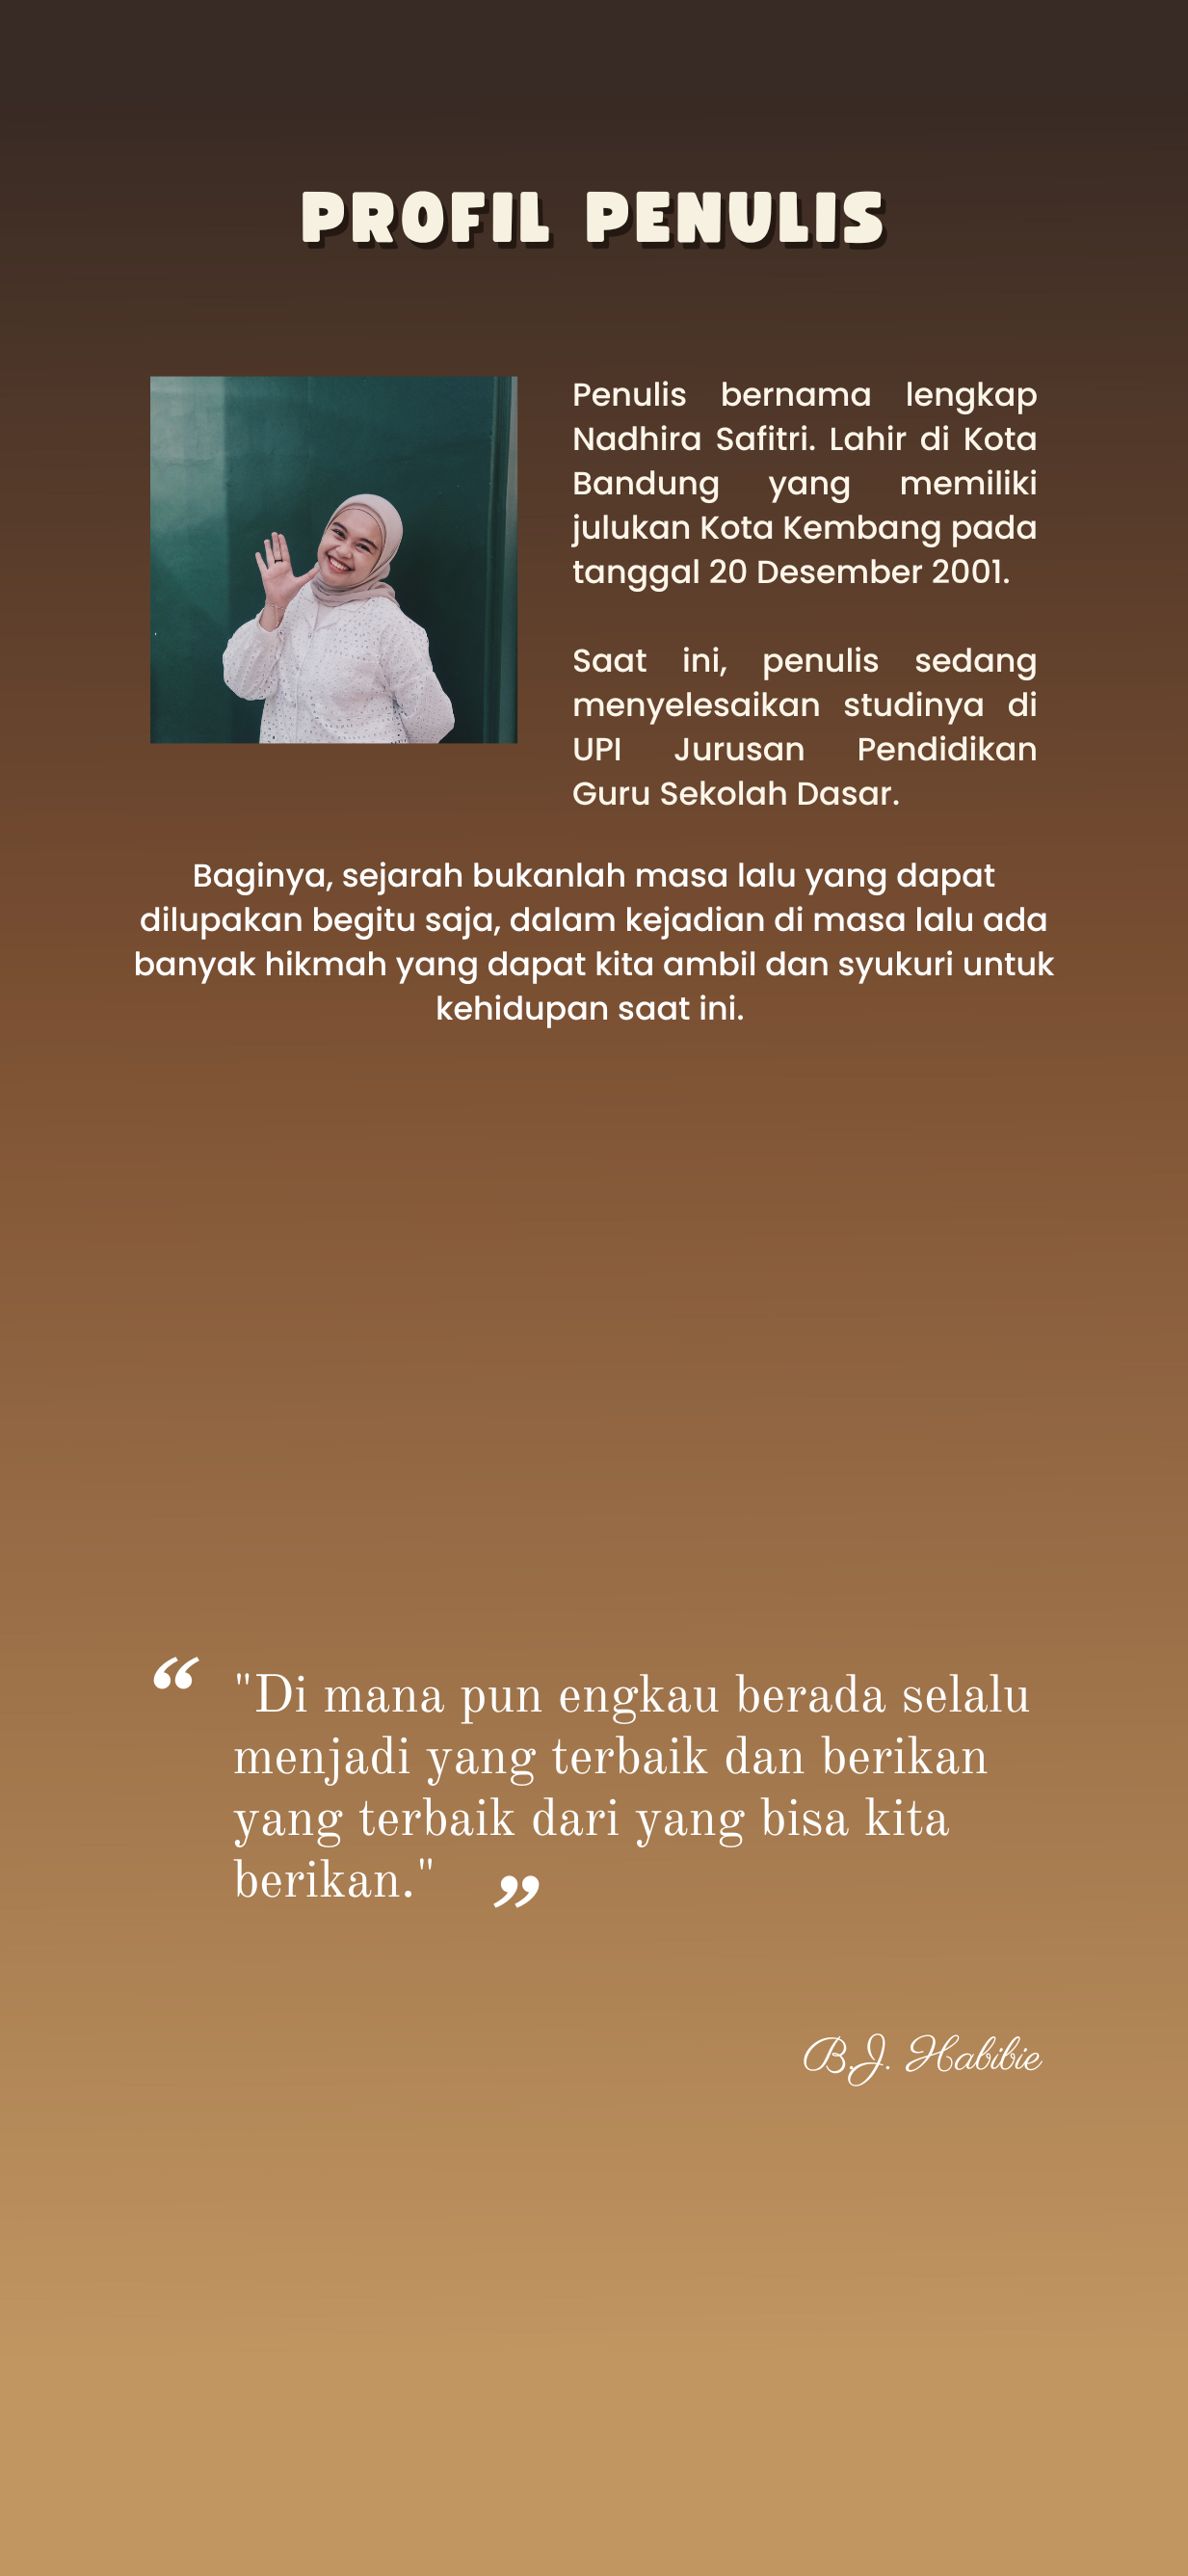 PROFIL PENULIS
Penulis bernama lengkap
Nadhira Safitri. Lahir di Kota
Bandung yang memiliki
julukan Kota Kembang pada
tanggal 20 Desember 2001.
Saat ini, penulis sedang
menyelesaikan studinya di
UPI Jurusan Pendidikan
Guru Sekolah Dasar.
Baginya, sejarah bukanlah masa lalu yang dapat
dilupakan begitu saja, dalam kejadian di masa lalu ada
banyak hikmah yang dapat kita ambil dan syukuri untuk
kehidupan saat ini.
“ "Di mana pun engkau berada selalu
menjadi yang terbaik dan berikan
yang terbaik dari yang bisa kita
berikan." ”
B.J. Habibie